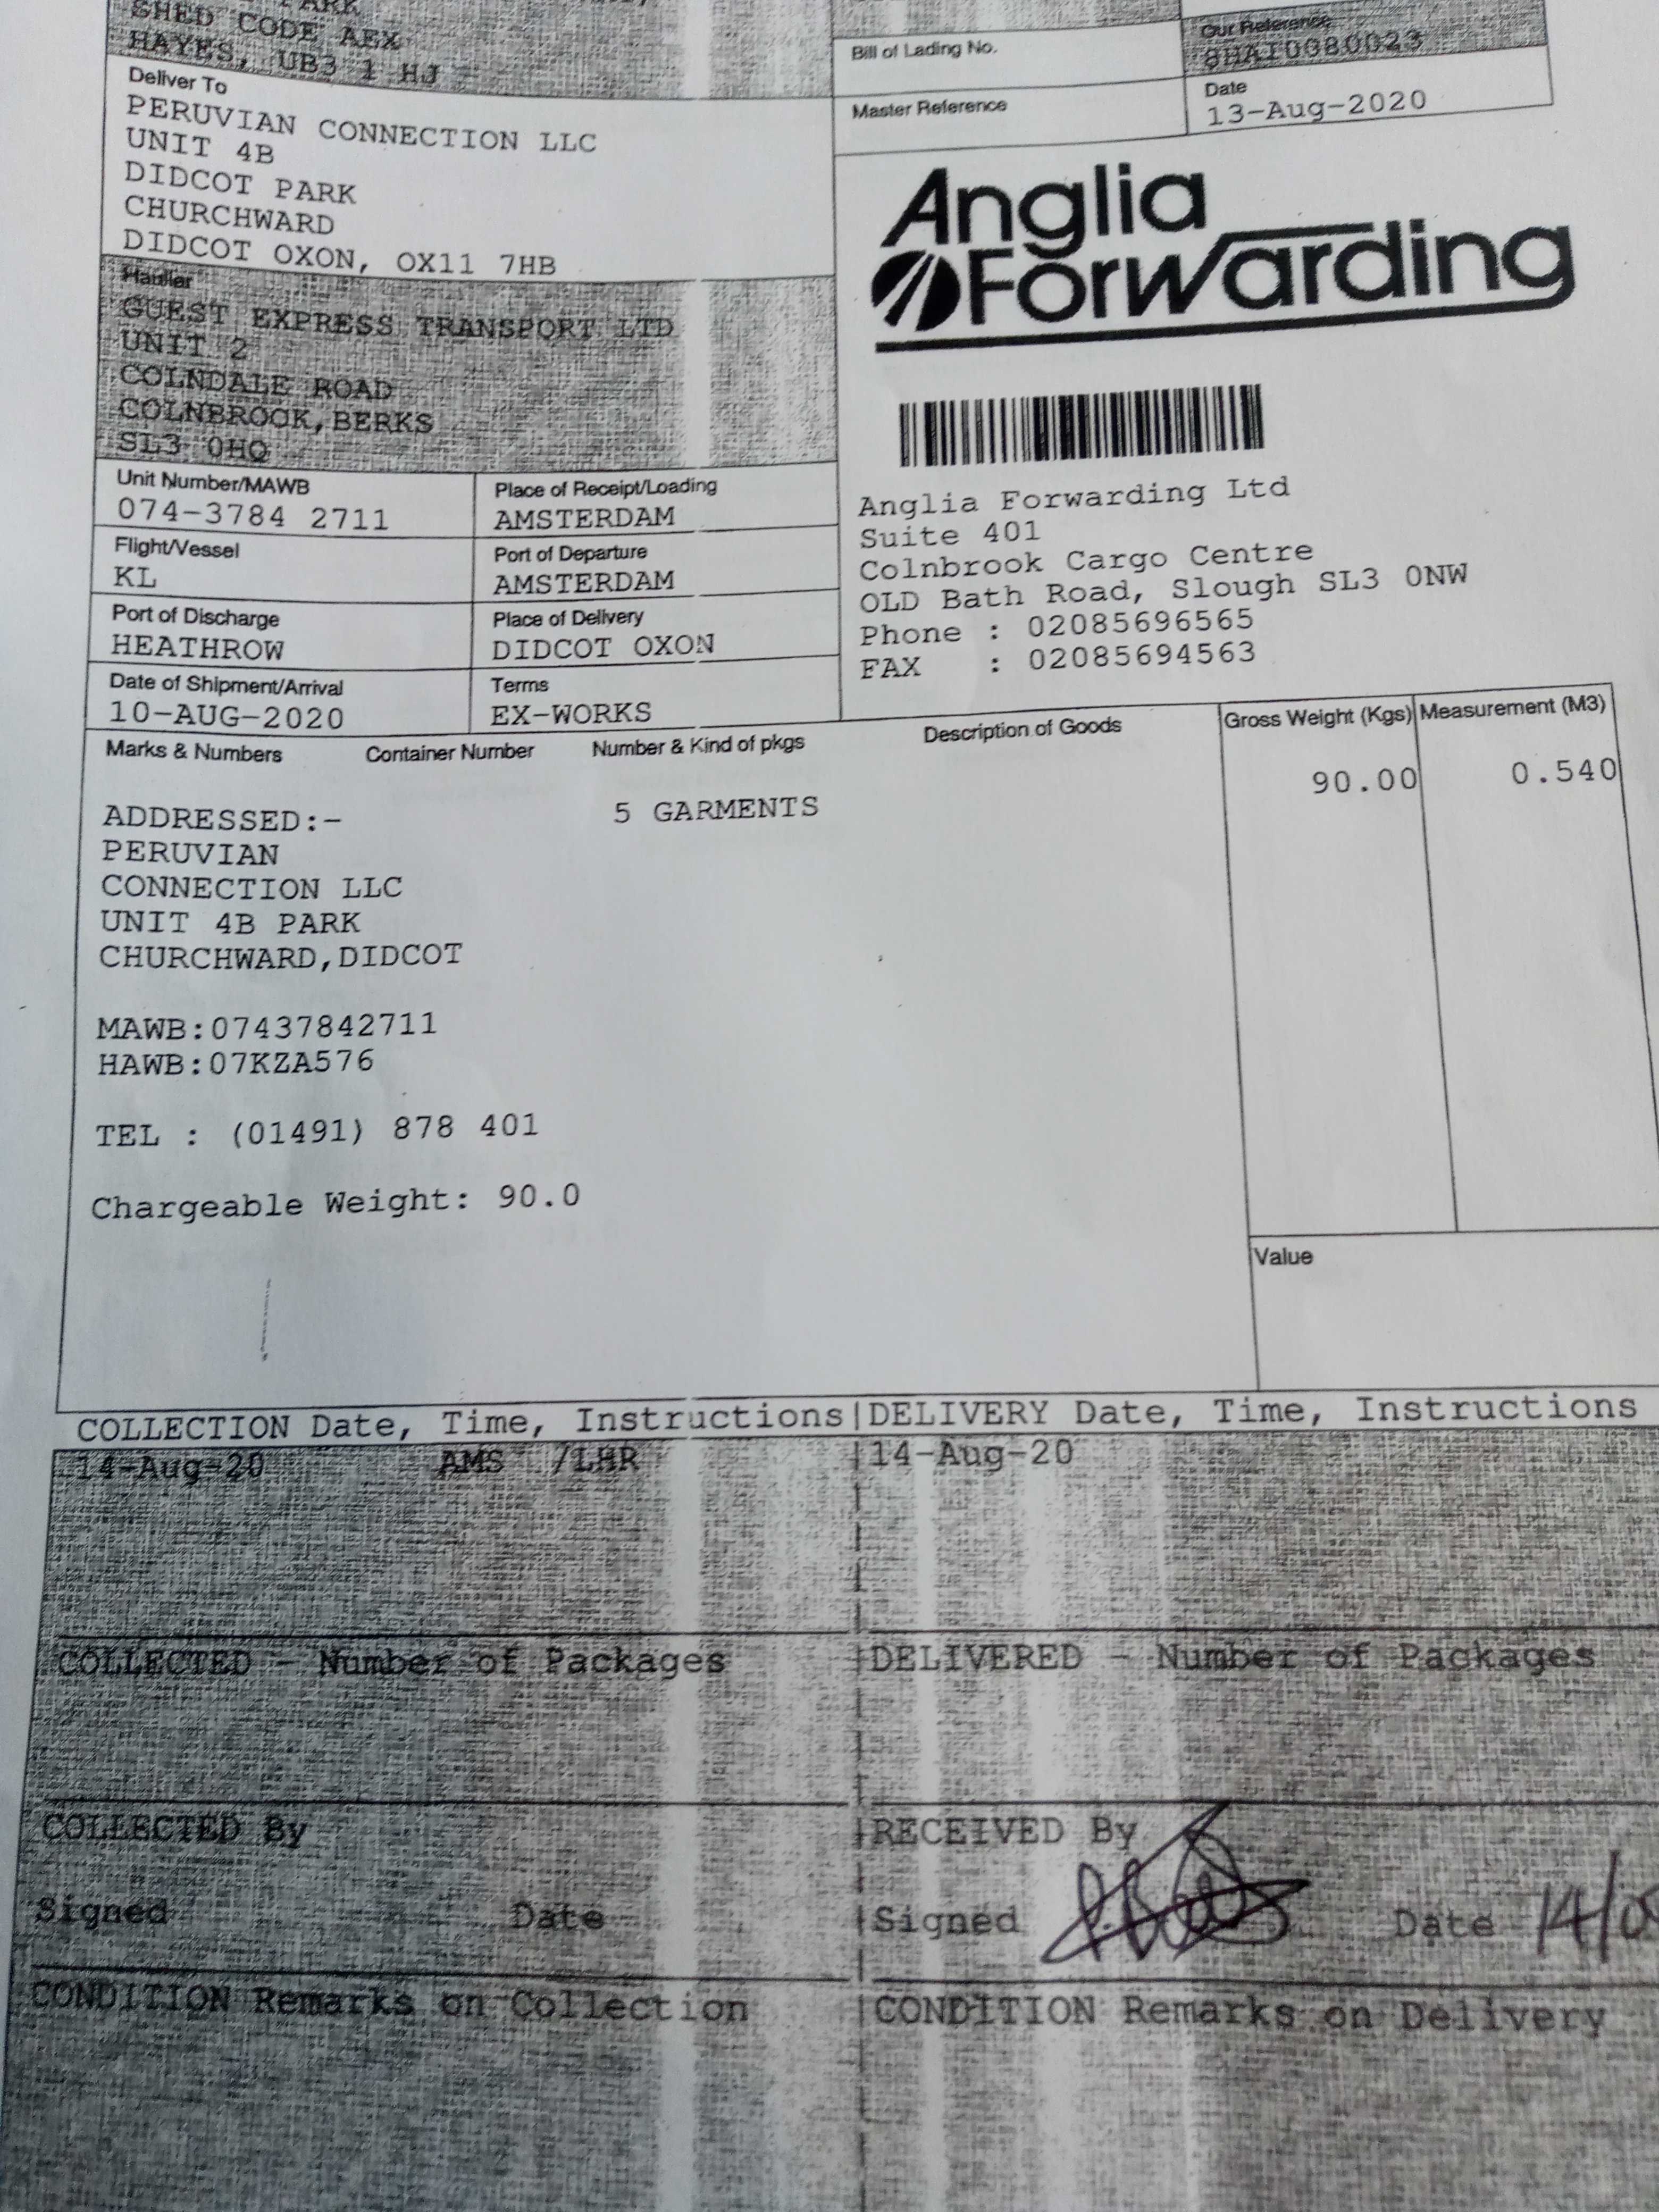 PARK
SHED CODE AEX
HAYES, UB3 1 HJ
Bill of Lading No.
Our Reference
8HAI0080023
Deliver To
PERUVIAN CONNECTION LLC
UNIT 4B
DIDCOT PARK
CHURCHWARD
DIDCOT OXON, OX11 7HB
Master Reference
Date
13-Aug-2020
Anglia
Forwarding
Haulier
GUEST EXPRESS TRANSPORT LTD
UNIT 2
COLNDALE ROAD
COLNBROOK,BERKS
SL3 0HQ
Unit Number/MAWB
074-3784 2711
Place of Receipt/Loading
AMSTERDAM
Flight/Vessel
KL
Port of Departure
AMSTERDAM
Port of Discharge
HEATHROW
Place of Delivery
DIDCOT OXON
Date of Shipment/Arrival
10-AUG-2020
Terms
EX-WORKS
Anglia Forwarding Ltd
Suite 401
Colnbrook Cargo Centre
OLD Bath Road, Slough SL3 0NW
Phone : 02085696565
FAX : 02085694563
Marks & Numbers Container Number Number & Kind of pkgs Description of Goods Gross Weight (Kgs) Measurement (M3)
ADDRESSED:- 5 GARMENTS 90.00 0.540
PERUVIAN
CONNECTION LLC
UNIT 4B PARK
CHURCHWARD,DIDCOT
MAWB:07437842711
HAWB:07KZA576
TEL : (01491) 878 401
Chargeable Weight: 90.0
Value
COLLECTION Date, Time, Instructions|DELIVERY Date, Time, Instructions
14-Aug-20 AMS /LHR |14-Aug-20
COLLECTED - Number of Packages |DELIVERED - Number of Packages
COLLECTED By |RECEIVED By
Signed Date |Signed Date 14/08
CONDITION Remarks on Collection |CONDITION Remarks on Delivery